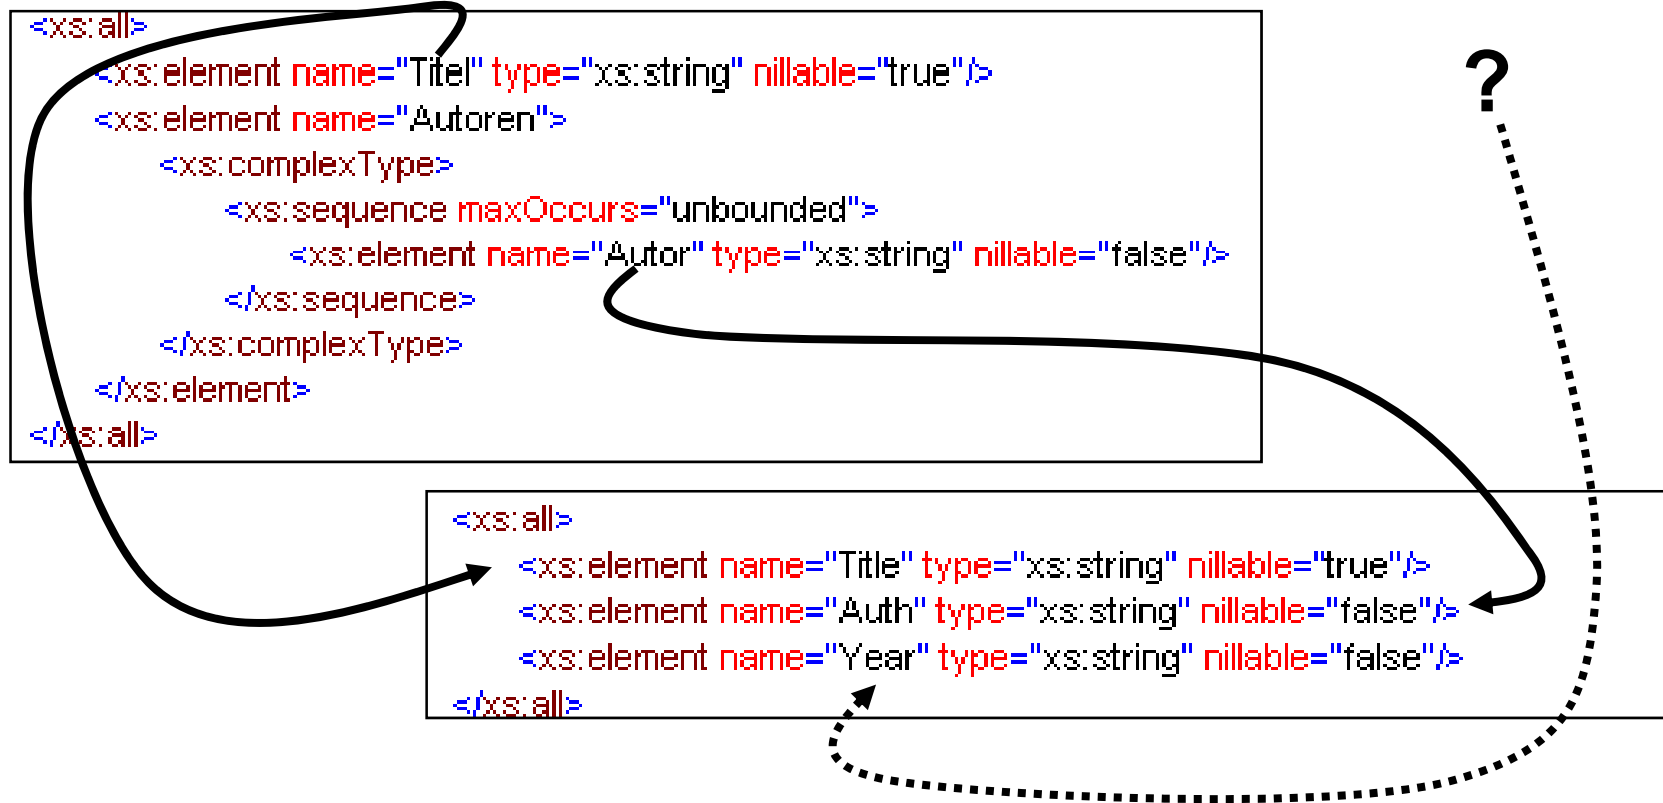 <xs:all>
<xs:element name="Titel" type="xs:string" nillable="true"/>
<xs:element name="Autoren">
<xs:complexType>
<xs:sequence maxOccurs="unbounded">
<xs:element name="Autor" type="xs:string" nillable="false"/>
</xs:sequence>
</xs:complexType>
</xs:element>
</xs:all>
?
<xs:all>
<xs:element name="Title" type="xs:string" nillable="true"/>
<xs:element name="Auth" type="xs:string" nillable="false"/>
<xs:element name="Year" type="xs:string" nillable="false"/>
</xs:all>